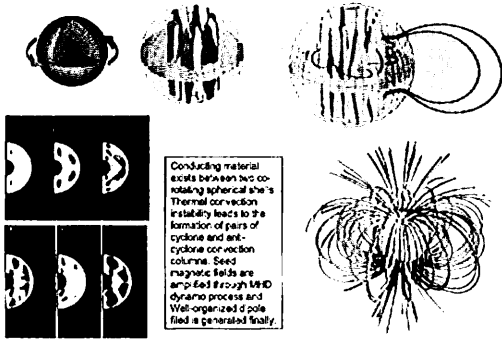 Conducting material
exists between two co-
rotating spherical shells
Thermal convection
instability leads to the
formation of pairs of
cyclone and anti-
cyclone convection
columns. Seed
magnetic fields are
amplified through MHD
dynamo process and
Well-organized dipole
filed is generated finally.